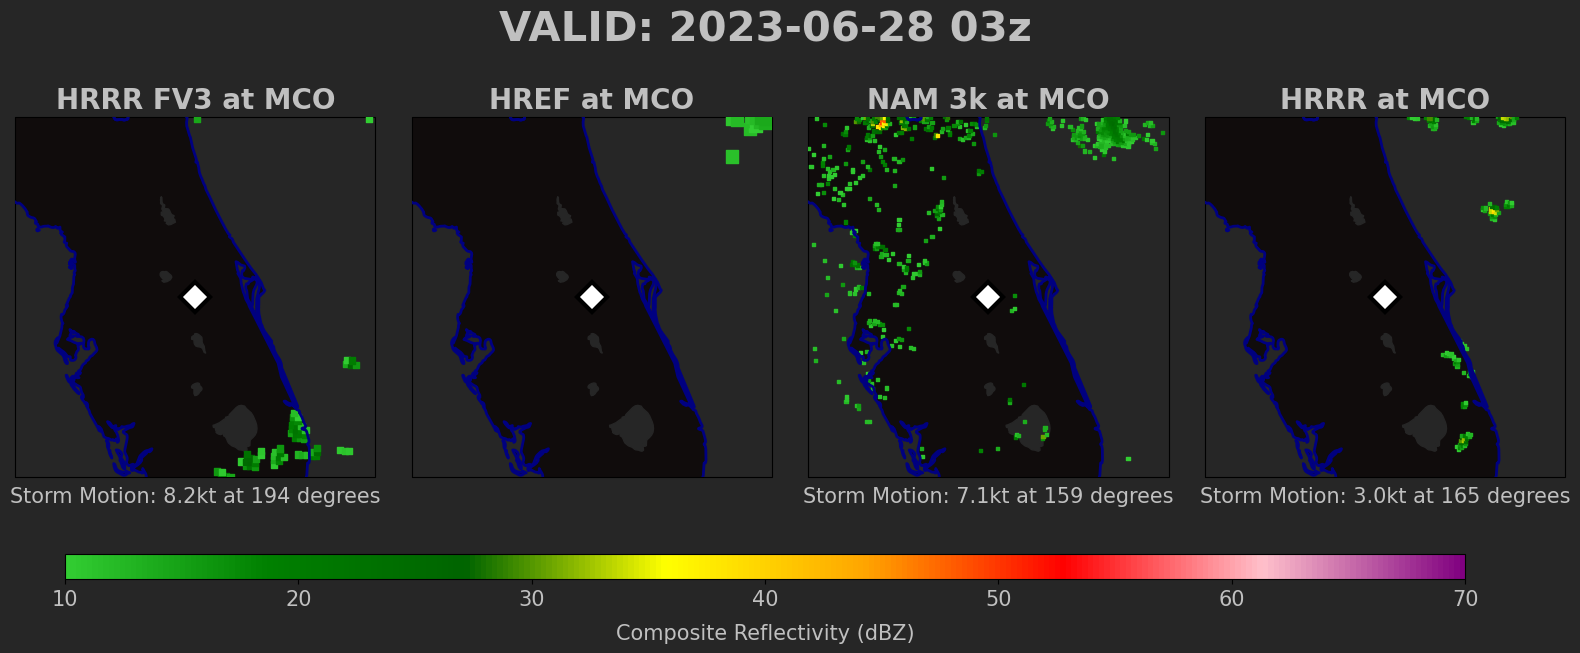 VALID: 2023-06-28 03z
HRRR FV3 at MCO
HREF at MCO
NAM 3k at MCO
HRRR at MCO
Storm Motion: 8.2kt at 194 degrees
Storm Motion: 7.1kt at 159 degrees
Storm Motion: 3.0kt at 165 degrees
10 20 30 40 50 60 70
Composite Reflectivity (dBZ)